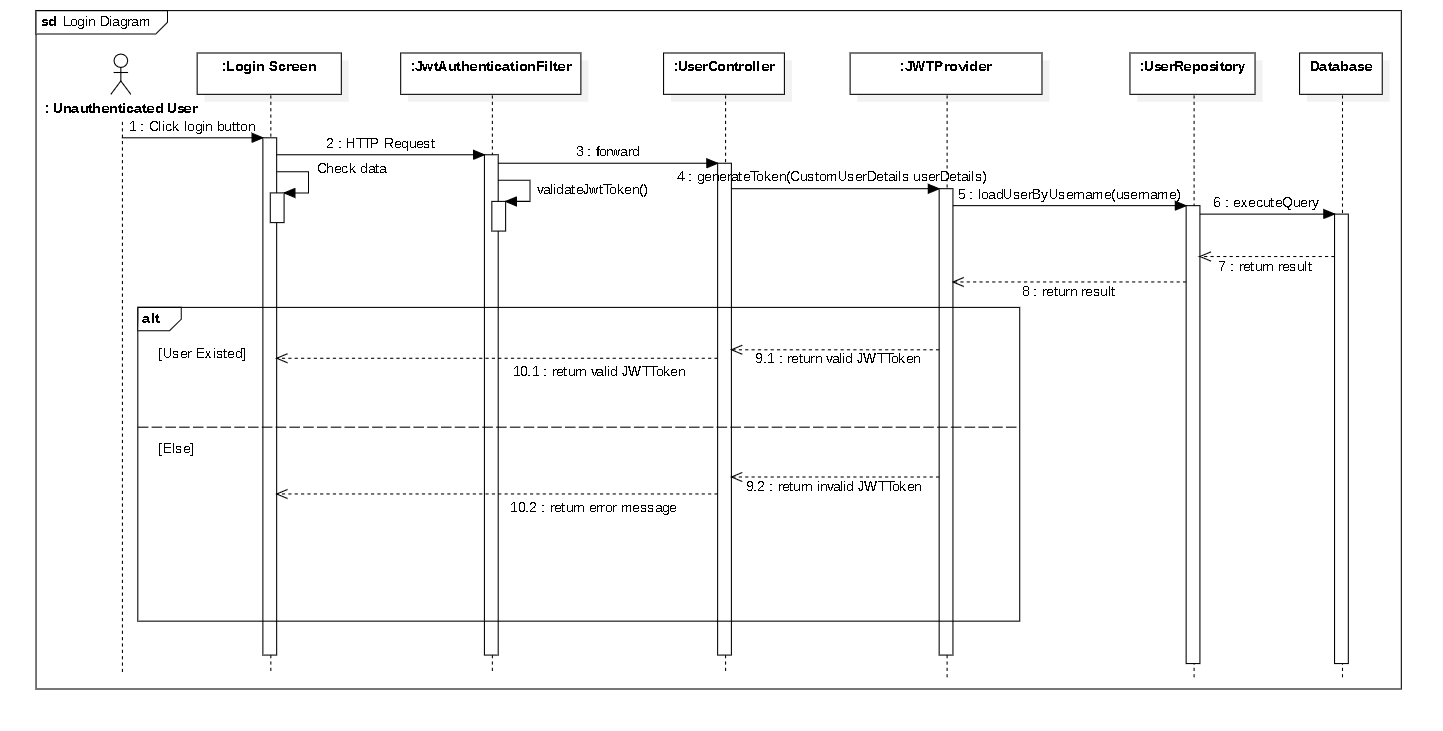 sd Login Diagram
:Login Screen
:JwtAuthenticationFilter
:UserController
:JWTProvider
:UserRepository
Database
: Unauthenticated User
1 : Click login button
2 : HTTP Request
3 : forward
Check data
4 : generateToken(CustomUserDetails userDetails)
validateJwtToken()
5 : loadUserByUsername(username)
6 : executeQuery
7 : return result
8 : return result
alt
[User Existed]
9.1 : return valid JWTToken
10.1 : return valid JWTToken
[Else]
9.2 : return invalid JWTToken
10.2 : return error message